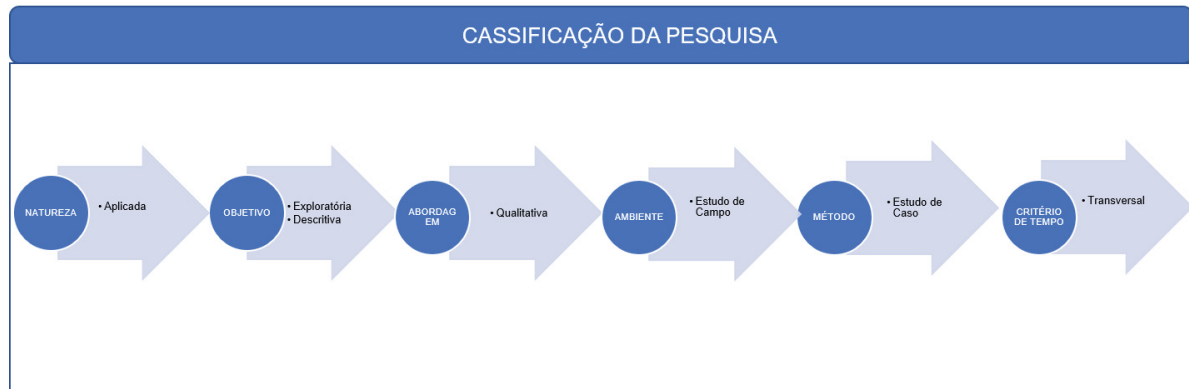 CASSIFICAÇÃO DA PESQUISA
NATUREZA
• Aplicada
OBJETIVO
• Exploratória
• Descritiva
ABORDAG
EM
• Qualitativa
AMBIENTE
• Estudo de
Campo
MÉTODO
• Estudo de
Caso
CRITÉRIO
DE TEMPO
• Transversal